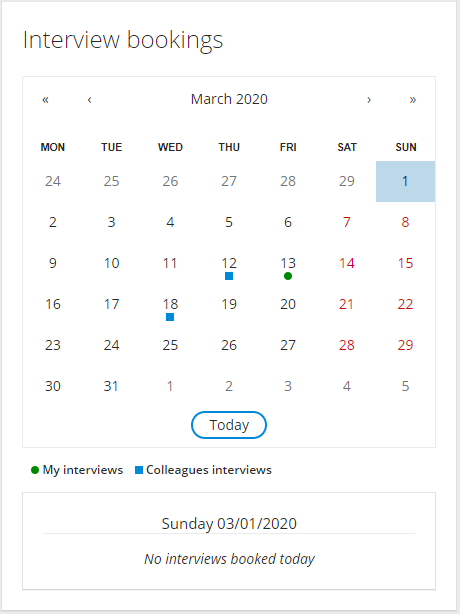 Interview bookings
« ‹ March 2020 › »
MON TUE WED THU FRI SAT SUN
24 25 26 27 28 29 1
2 3 4 5 6 7 8
9 10 11 12 13 14 15
16 17 18 19 20 21 22
23 24 25 26 27 28 29
30 31 1 2 3 4 5
Today
My interviews Colleagues interviews
Sunday 03/01/2020
No interviews booked today